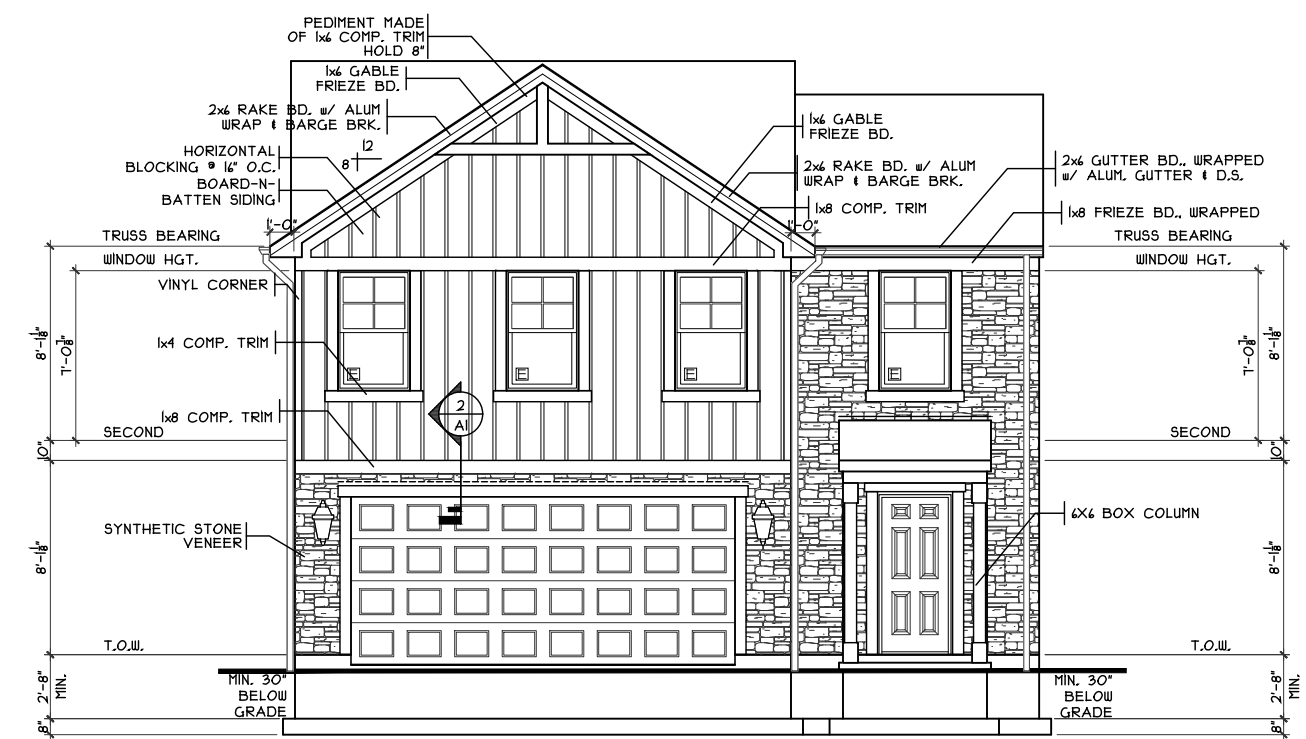 PEDIMENT MADE
OF 1x6 COMP. TRIM
HOLD 8"
1x6 GABLE
FRIEZE BD.
2x6 RAKE BD. w/ ALUM
WRAP & BARGE BRK.
12
8
HORIZONTAL
BLOCKING @ 16" O.C.
BOARD-N-
BATTEN SIDING
1'-0"
1x6 GABLE
FRIEZE BD.
2x6 RAKE BD. w/ ALUM
WRAP & BARGE BRK.
1x8 COMP. TRIM
1'-0"
2x6 GUTTER BD., WRAPPED
w/ ALUM. GUTTER & D.S.
1x8 FRIEZE BD., WRAPPED
TRUSS BEARING
WINDOW HGT.
TRUSS BEARING
WINDOW HGT.
VINYL CORNER
8'-1 1/8"
7'-0 7/8"
1x4 COMP. TRIM
7'-0 7/8"
8'-1 1/8"
E
E
E
E
2
A1
1x8 COMP. TRIM
SECOND
SECOND
10"
10"
SYNTHETIC STONE
VENEER
8'-1 1/8"
6X6 BOX COLUMN
8'-1 1/8"
T.O.W.
T.O.W.
2'-8"
MIN.
MIN. 30"
BELOW
GRADE
MIN. 30"
BELOW
GRADE
2'-8"
MIN.
8"
8"